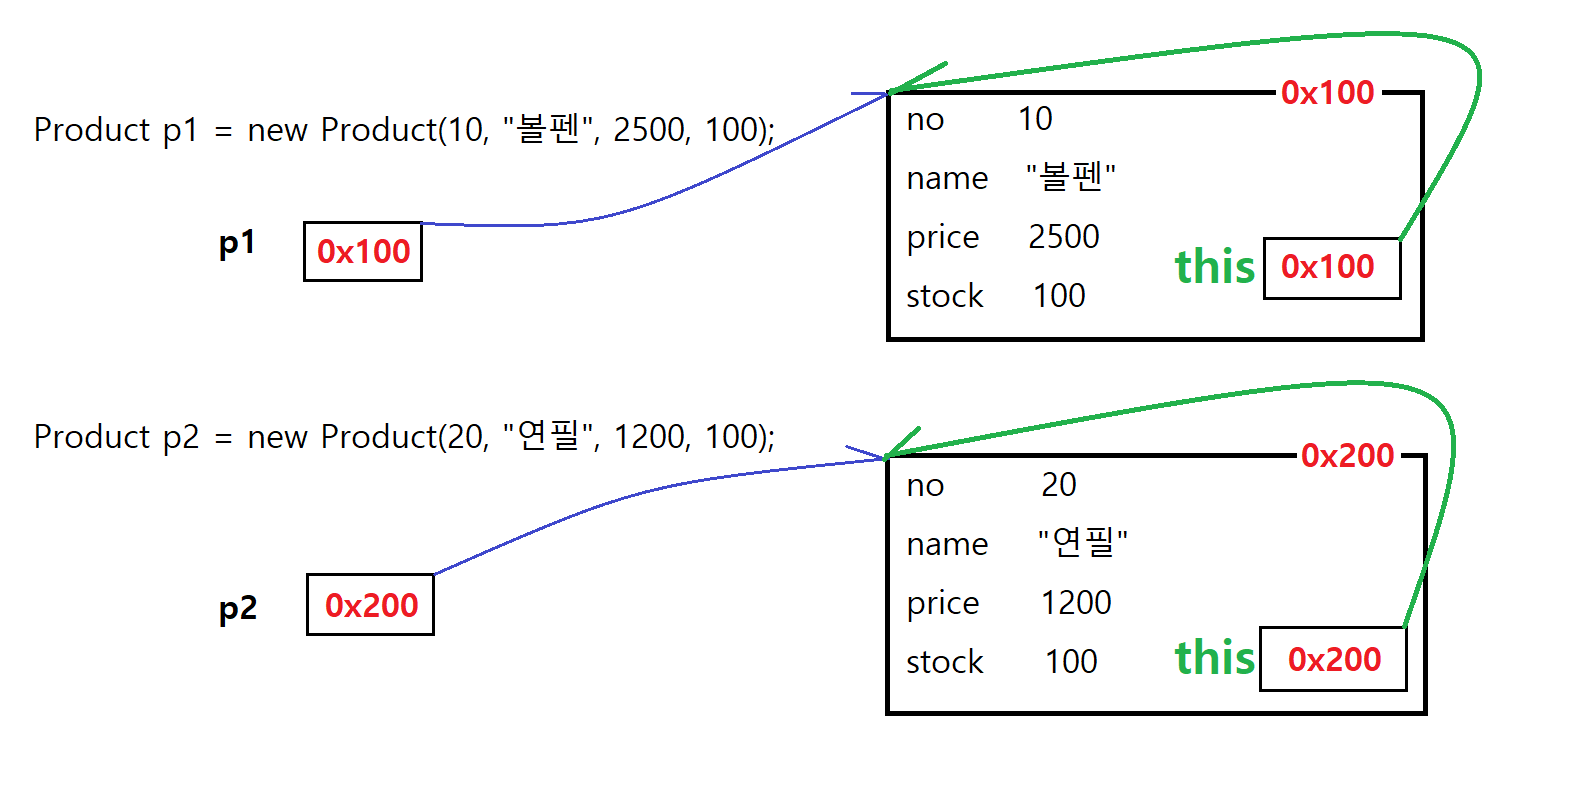 0x100
Product p1 = new Product(10, "볼펜", 2500, 100);
no 10
name "볼펜"
p1 0x100
price 2500
this 0x100
stock 100
Product p2 = new Product(20, "연필", 1200, 100);
0x200
no 20
name "연필"
p2 0x200
price 1200
stock 100
this 0x200